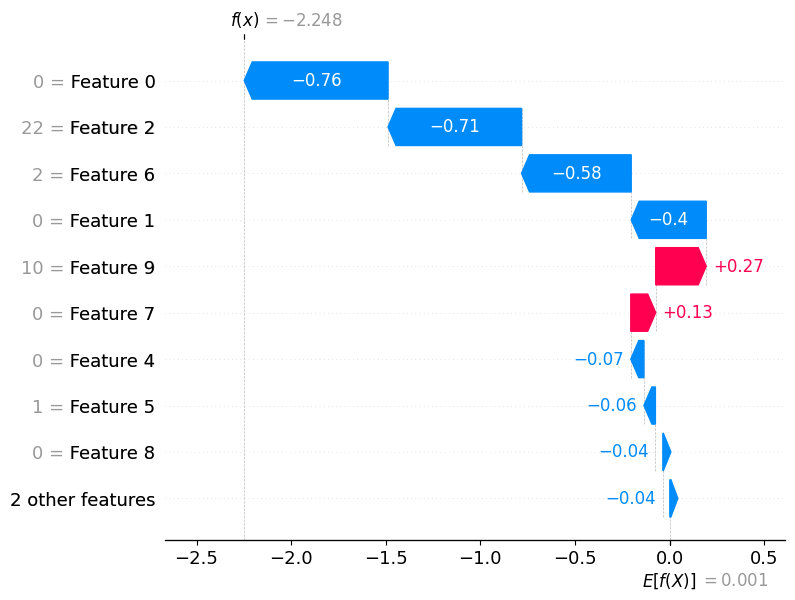 f(x) = −2.248
0 = Feature 0
−0.76
22 = Feature 2
−0.71
2 = Feature 6
−0.58
0 = Feature 1
−0.4
10 = Feature 9
+0.27
0 = Feature 7
+0.13
0 = Feature 4
−0.07
1 = Feature 5
−0.06
0 = Feature 8
−0.04
2 other features
−0.04
−2.5 −2.0 −1.5 −1.0 −0.5 0.0 0.5
E[f(X)] = 0.001